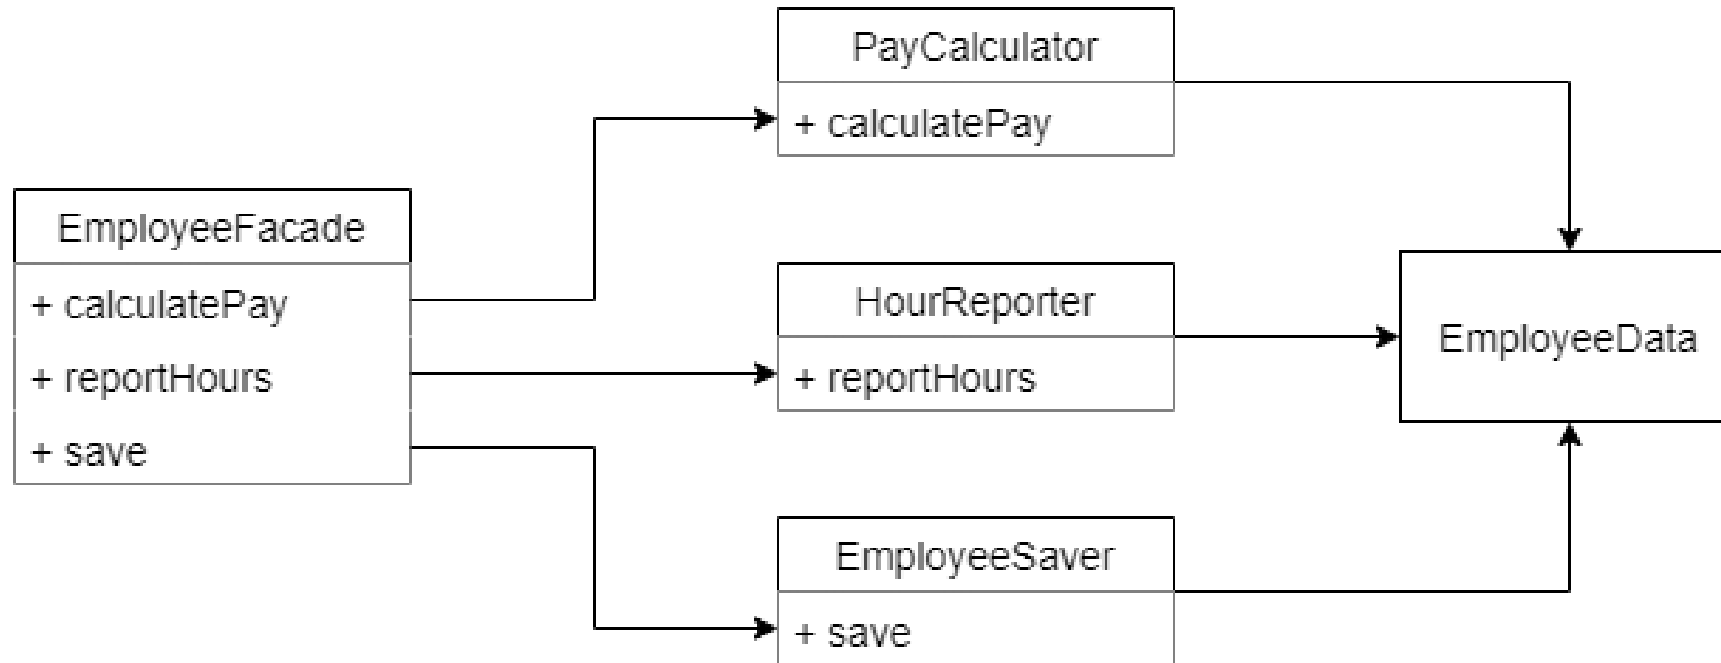 PayCalculator
+ calculatePay
EmployeeFacade
+ calculatePay
+ reportHours
+ save
HourReporter
+ reportHours
EmployeeData
EmployeeSaver
+ save